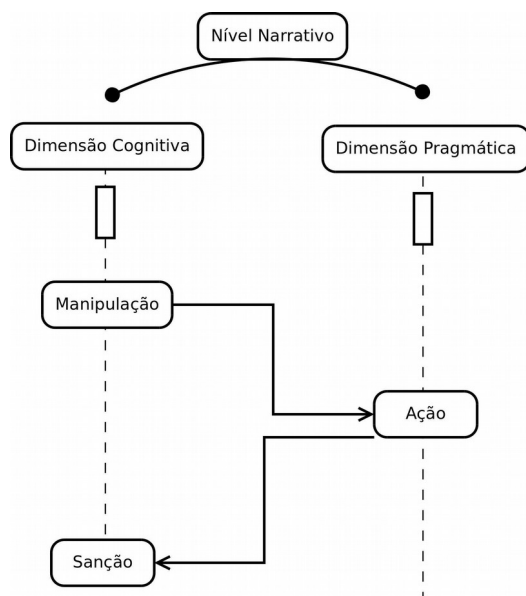 Nível Narrativo
Dimensão Cognitiva
Dimensão Pragmática
Manipulação
Ação
Sanção